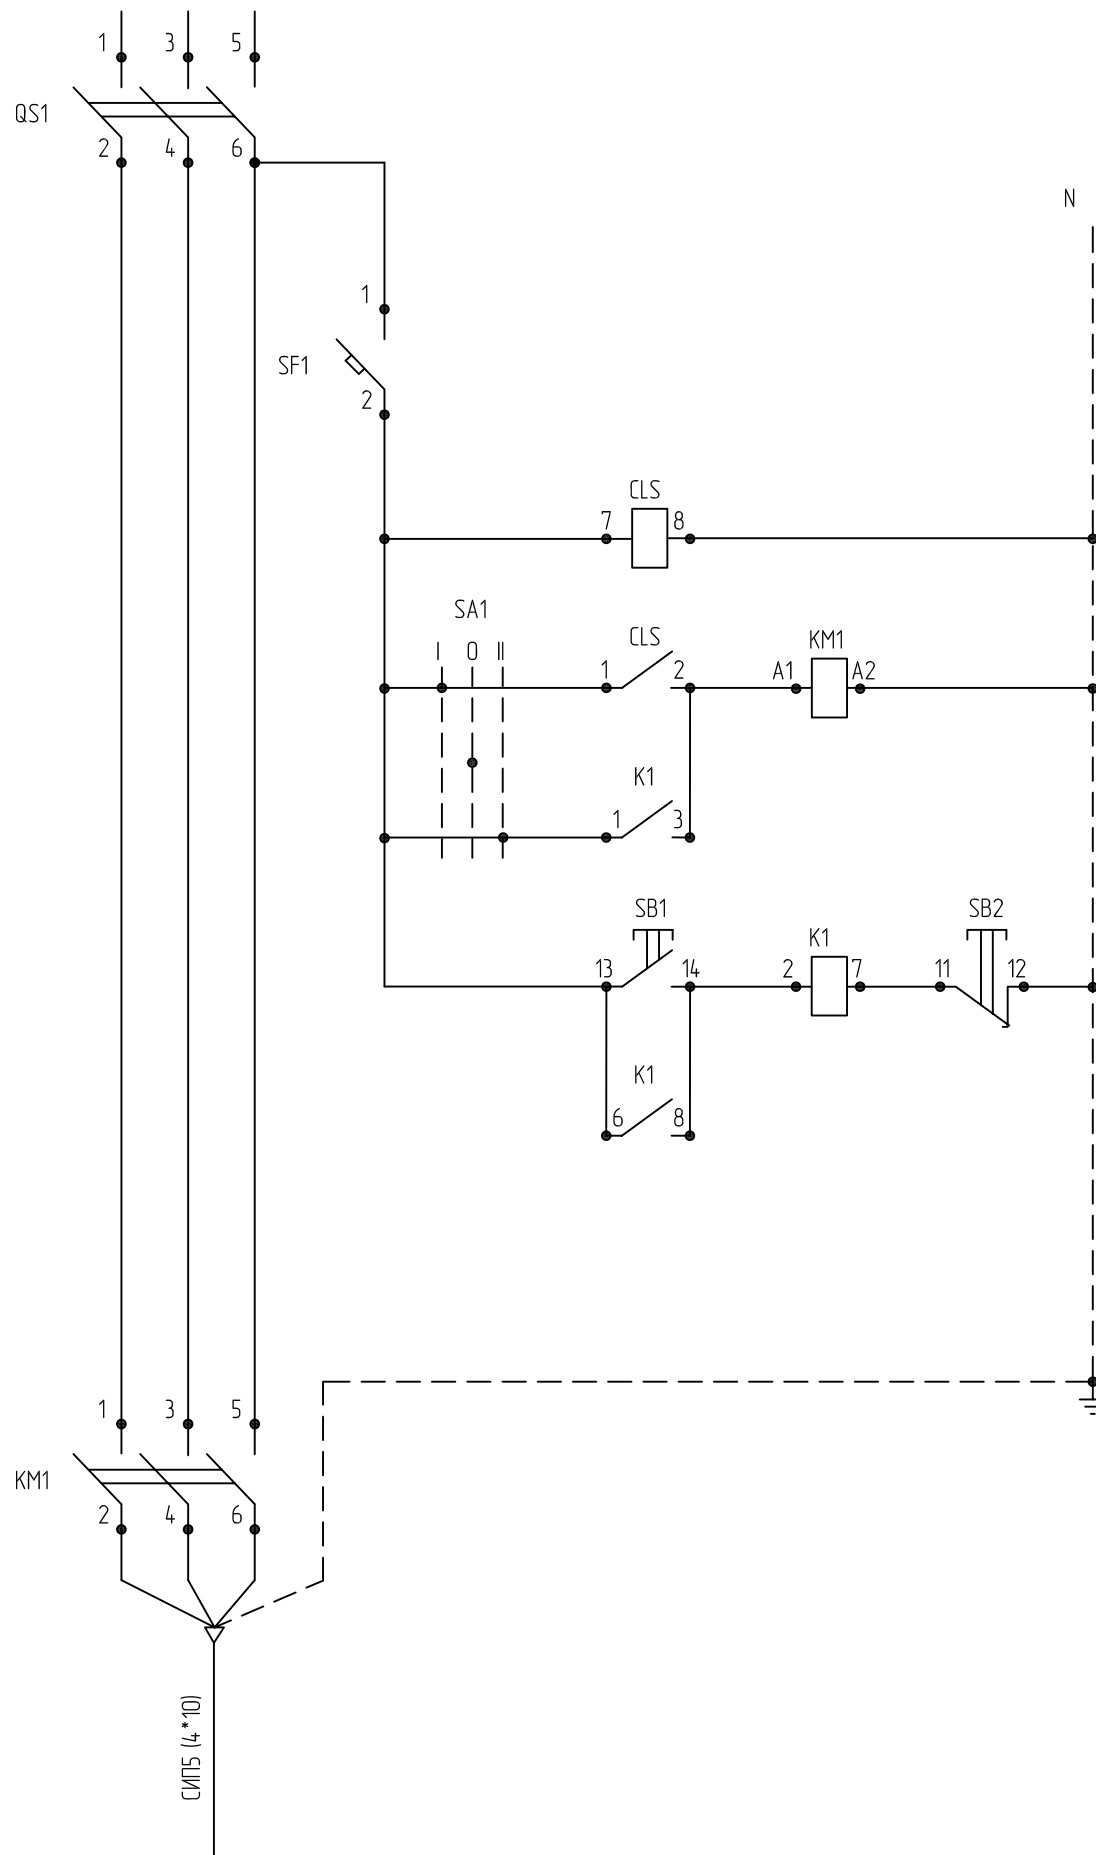 1 3 5
QS1
2 4 6
N
1
SF1
2
CLS
7 8
SA1
I 0 II
CLS
1 2
KM1
A1 A2
K1
1 3
SB1
13 14
K1
2 7
SB2
11 12
K1
6 8
1 3 5
KM1
2 4 6
СИП5 (4*10)